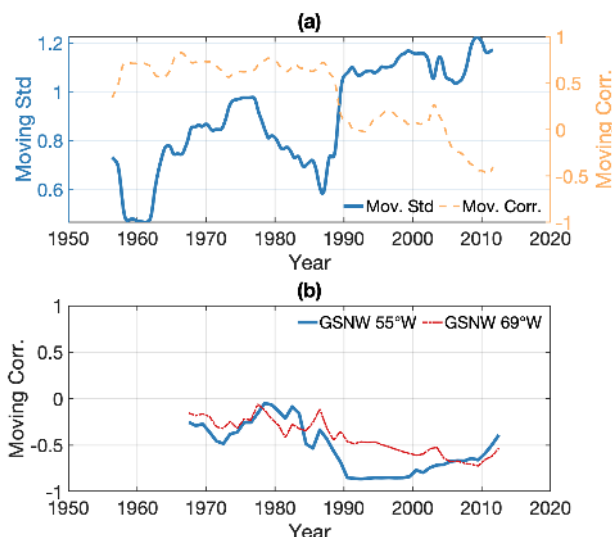 (a)
1.2
1
0.8
0.6
Moving Std
1
0.5
0
-0.5
-1
Moving Corr.
Mov. Std Mov. Corr.
1950 1960 1970 1980 1990 2000 2010 2020
Year
(b)
1
0.5
0
-0.5
-1
Moving Corr.
GSNW 55°W GSNW 69°W
1950 1960 1970 1980 1990 2000 2010 2020
Year